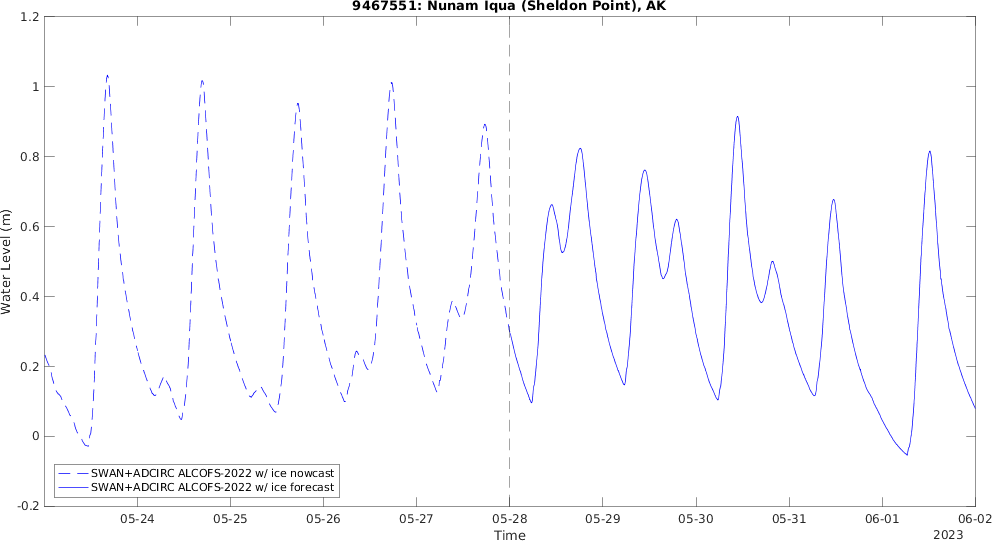 9467551: Nunam Iqua (Sheldon Point), AK
Water Level (m)
1.2
1
0.8
0.6
0.4
0.2
0
-0.2
SWAN+ADCIRC ALCOFS-2022 w/ ice nowcast
SWAN+ADCIRC ALCOFS-2022 w/ ice forecast
05-24 05-25 05-26 05-27 05-28 05-29 05-30 05-31 06-01 06-02
Time
2023